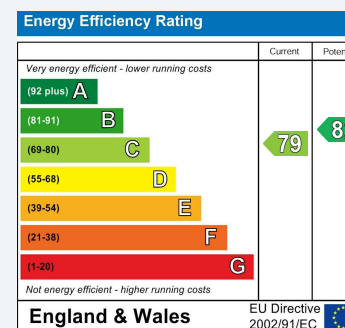 Energy Efficiency Rating
Current
Very energy efficient - lower running costs
(92 plus) A
(81-91) B
(69-80) C
79
(55-68) D
(39-54) E
(21-38) F
(1-20) G
Not energy efficient - higher running costs
England & Wales
EU Directive
2002/91/EC